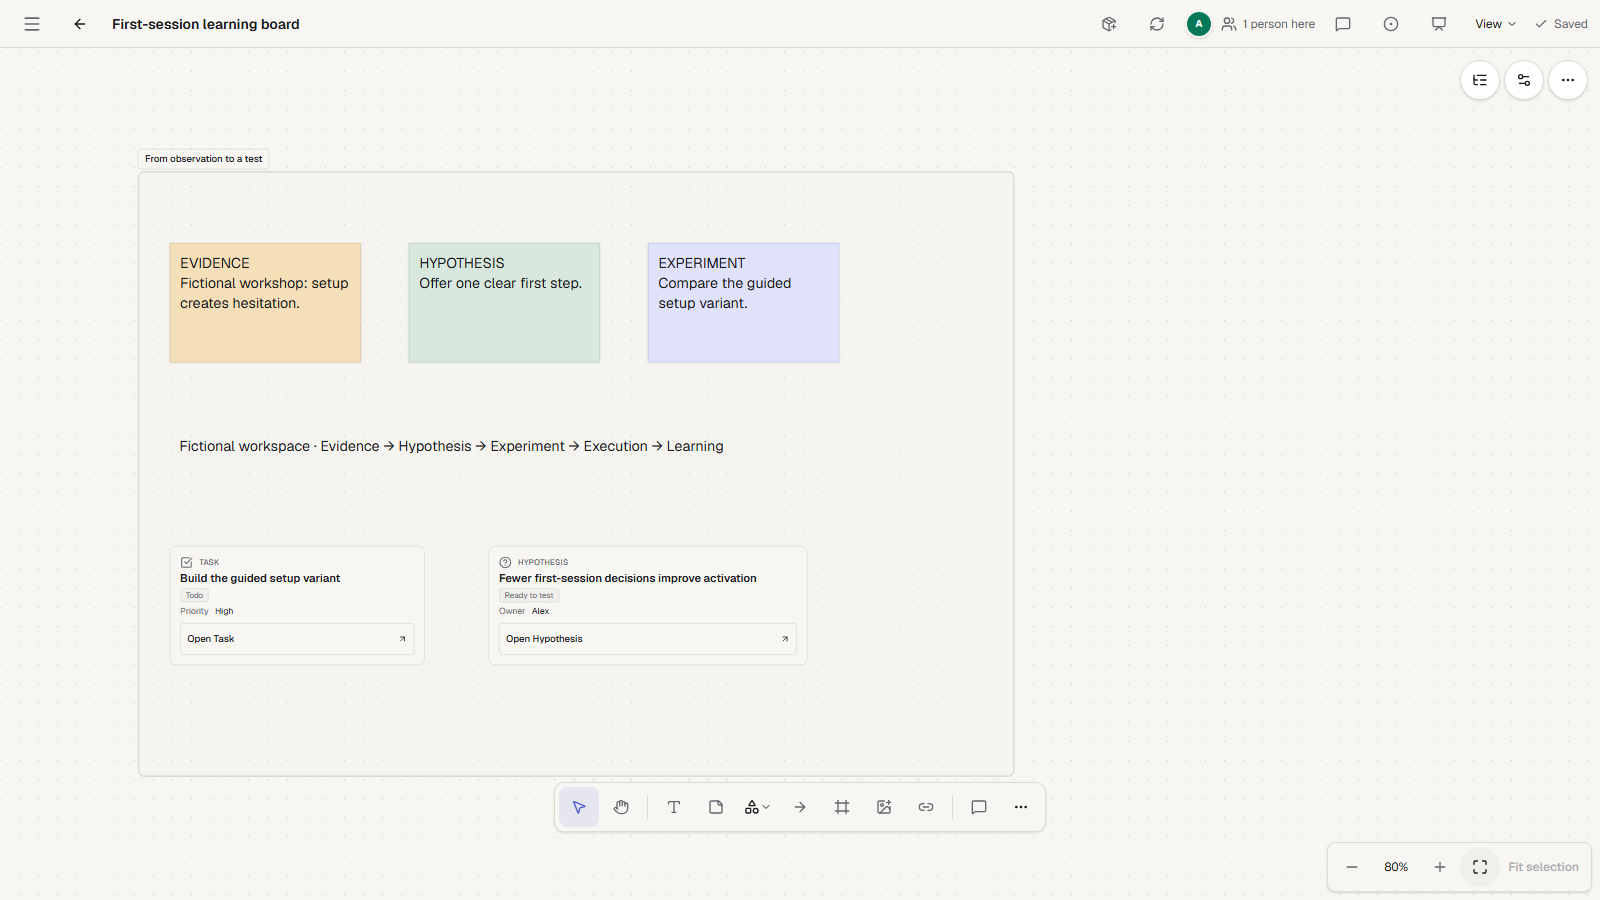 First-session learning board
A
1 person here
View
Saved
From observation to a test
EVIDENCE
Fictional workshop: setup
creates hesitation.
HYPOTHESIS
Offer one clear first step.
EXPERIMENT
Compare the guided
setup variant.
Fictional workspace · Evidence → Hypothesis → Experiment → Execution → Learning
TASK
Build the guided setup variant
Todo
Priority High
Open Task
HYPOTHESIS
Fewer first-session decisions improve activation
Ready to test
Owner Alex
Open Hypothesis
80%
Fit selection